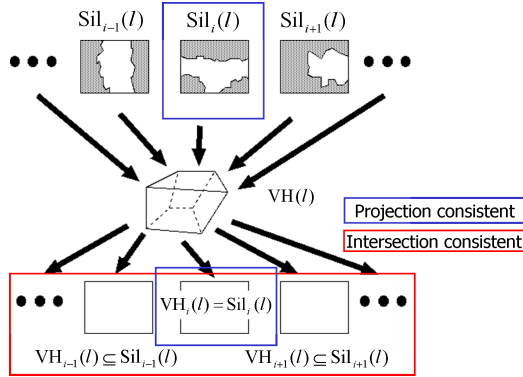 Sil_{i-1}(l) Sil_i(l) Sil_{i+1}(l)
VH(l)
Projection consistent
Intersection consistent
VH_i(l) = Sil_i(l)
VH_{i-1}(l) ⊆ Sil_{i-1}(l) VH_{i+1}(l) ⊆ Sil_{i+1}(l)